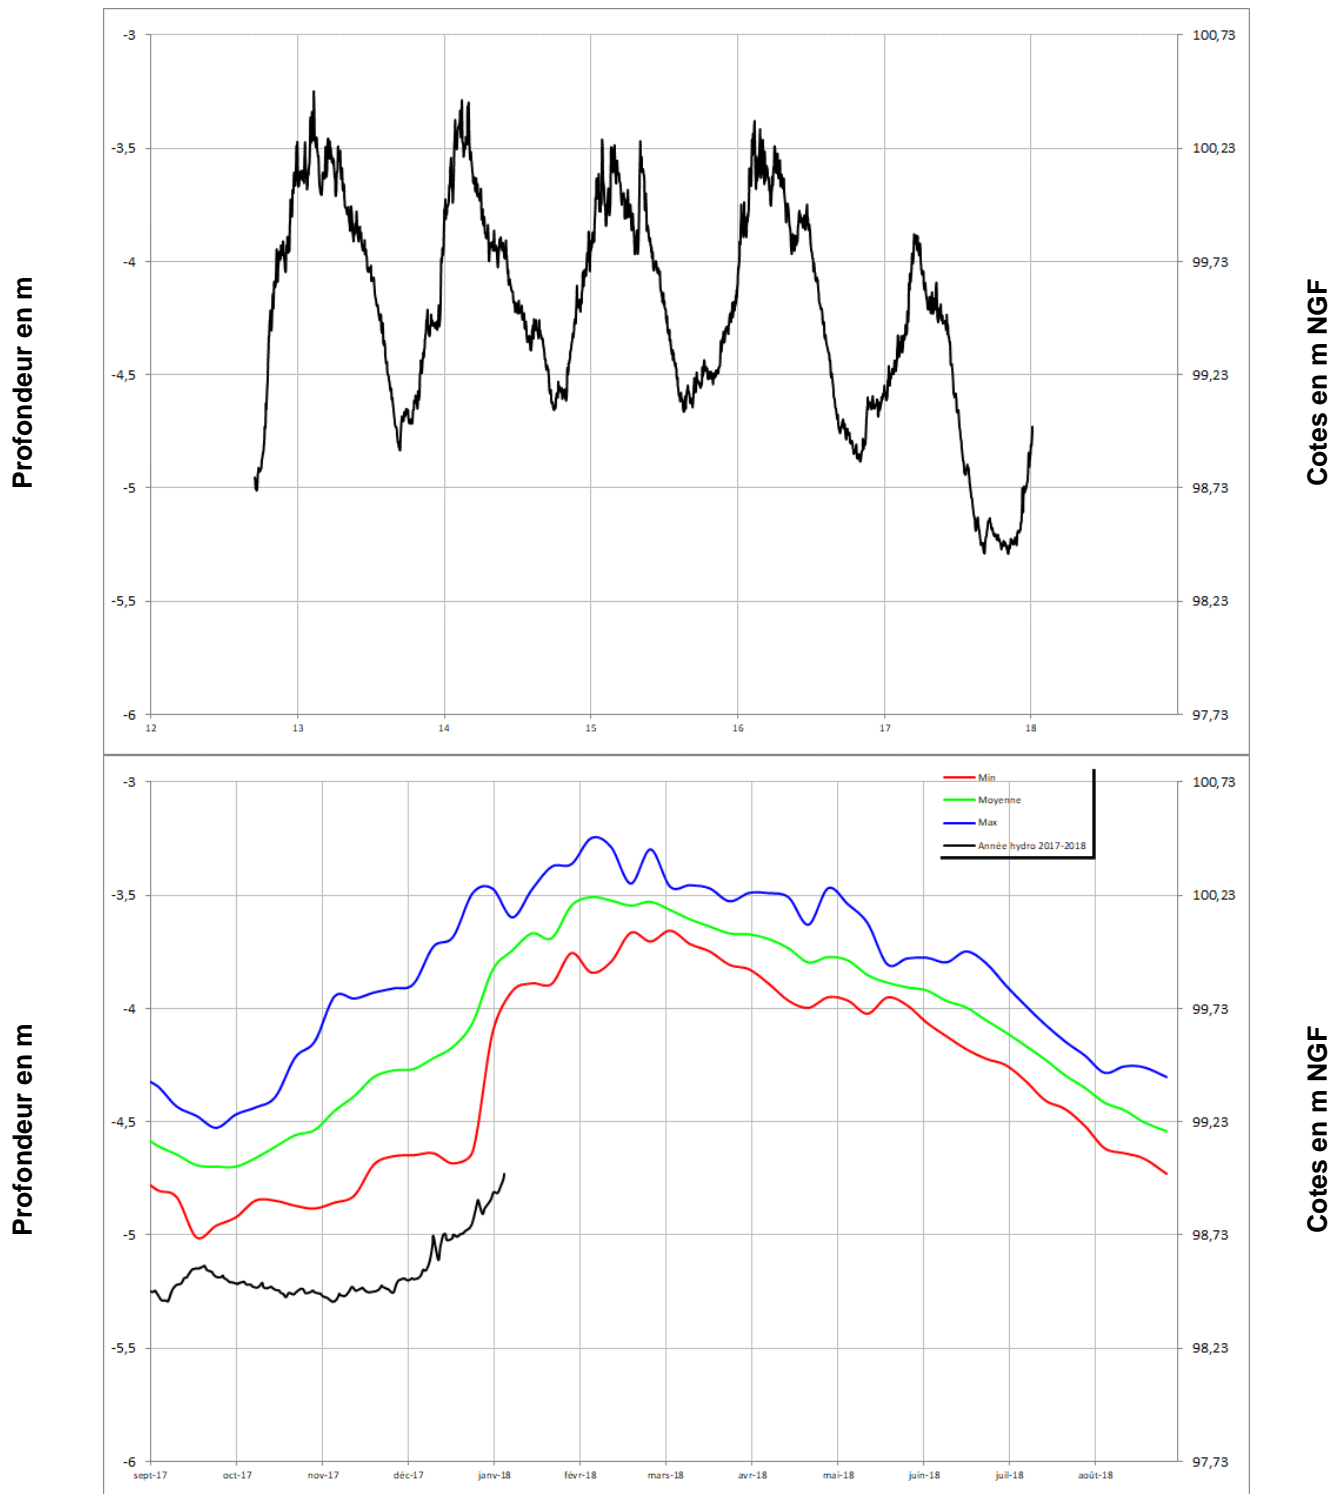 Profondeur en m
Cotes en m NGF
-3
-3,5
-4
-4,5
-5
-5,5
-6
100,73
100,23
99,73
99,23
98,73
98,23
97,73
12
13
14
15
16
17
18
Profondeur en m
Cotes en m NGF
-3
-3,5
-4
-4,5
-5
-5,5
-6
100,73
100,23
99,73
99,23
98,73
98,23
97,73
Min
Moyenne
Max
Année hydro 2017-2018
sept-17
oct-17
nov-17
déc-17
janv-18
févr-18
mars-18
avr-18
mai-18
juin-18
juil-18
août-18